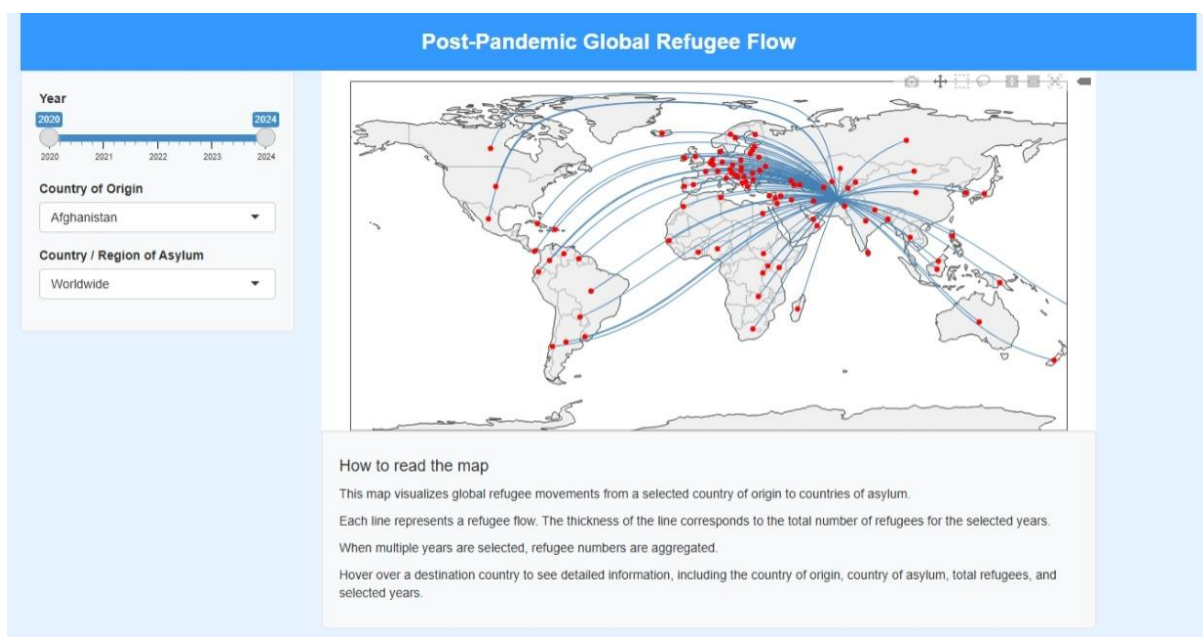 Post-Pandemic Global Refugee Flow
Year
2020 2024
2020 2021 2022 2023 2024
Country of Origin
Afghanistan
Country / Region of Asylum
Worldwide
How to read the map
This map visualizes global refugee movements from a selected country of origin to countries of asylum.
Each line represents a refugee flow. The thickness of the line corresponds to the total number of refugees for the selected years.
When multiple years are selected, refugee numbers are aggregated.
Hover over a destination country to see detailed information, including the country of origin, country of asylum, total refugees, and
selected years.